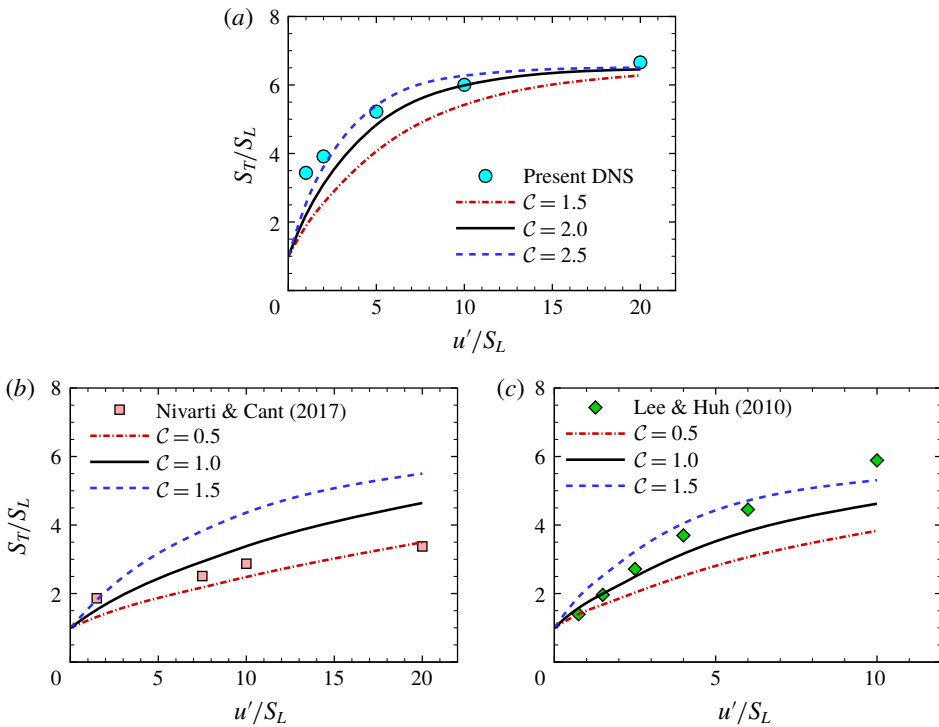 (a)
8
6
4
2
0
5
10
15
20
S_T/S_L
u′/S_L
Present DNS
𝒞 = 1.5
𝒞 = 2.0
𝒞 = 2.5
(b)
8
6
4
2
0
5
10
15
20
S_T/S_L
u′/S_L
Nivarti & Cant (2017)
𝒞 = 0.5
𝒞 = 1.0
𝒞 = 1.5
(c)
8
6
4
2
0
5
10
u′/S_L
Lee & Huh (2010)
𝒞 = 0.5
𝒞 = 1.0
𝒞 = 1.5